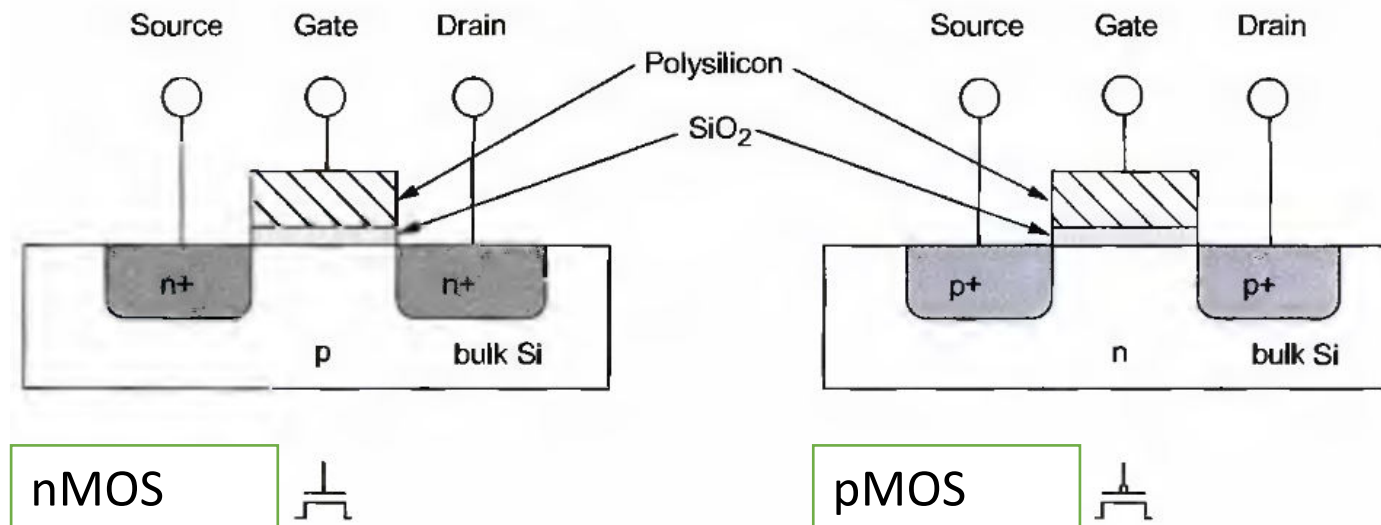 Source Gate Drain Source Gate Drain
Polysilicon
SiO₂
n+ n+ p+ p+
p bulk Si n bulk Si
nMOS pMOS